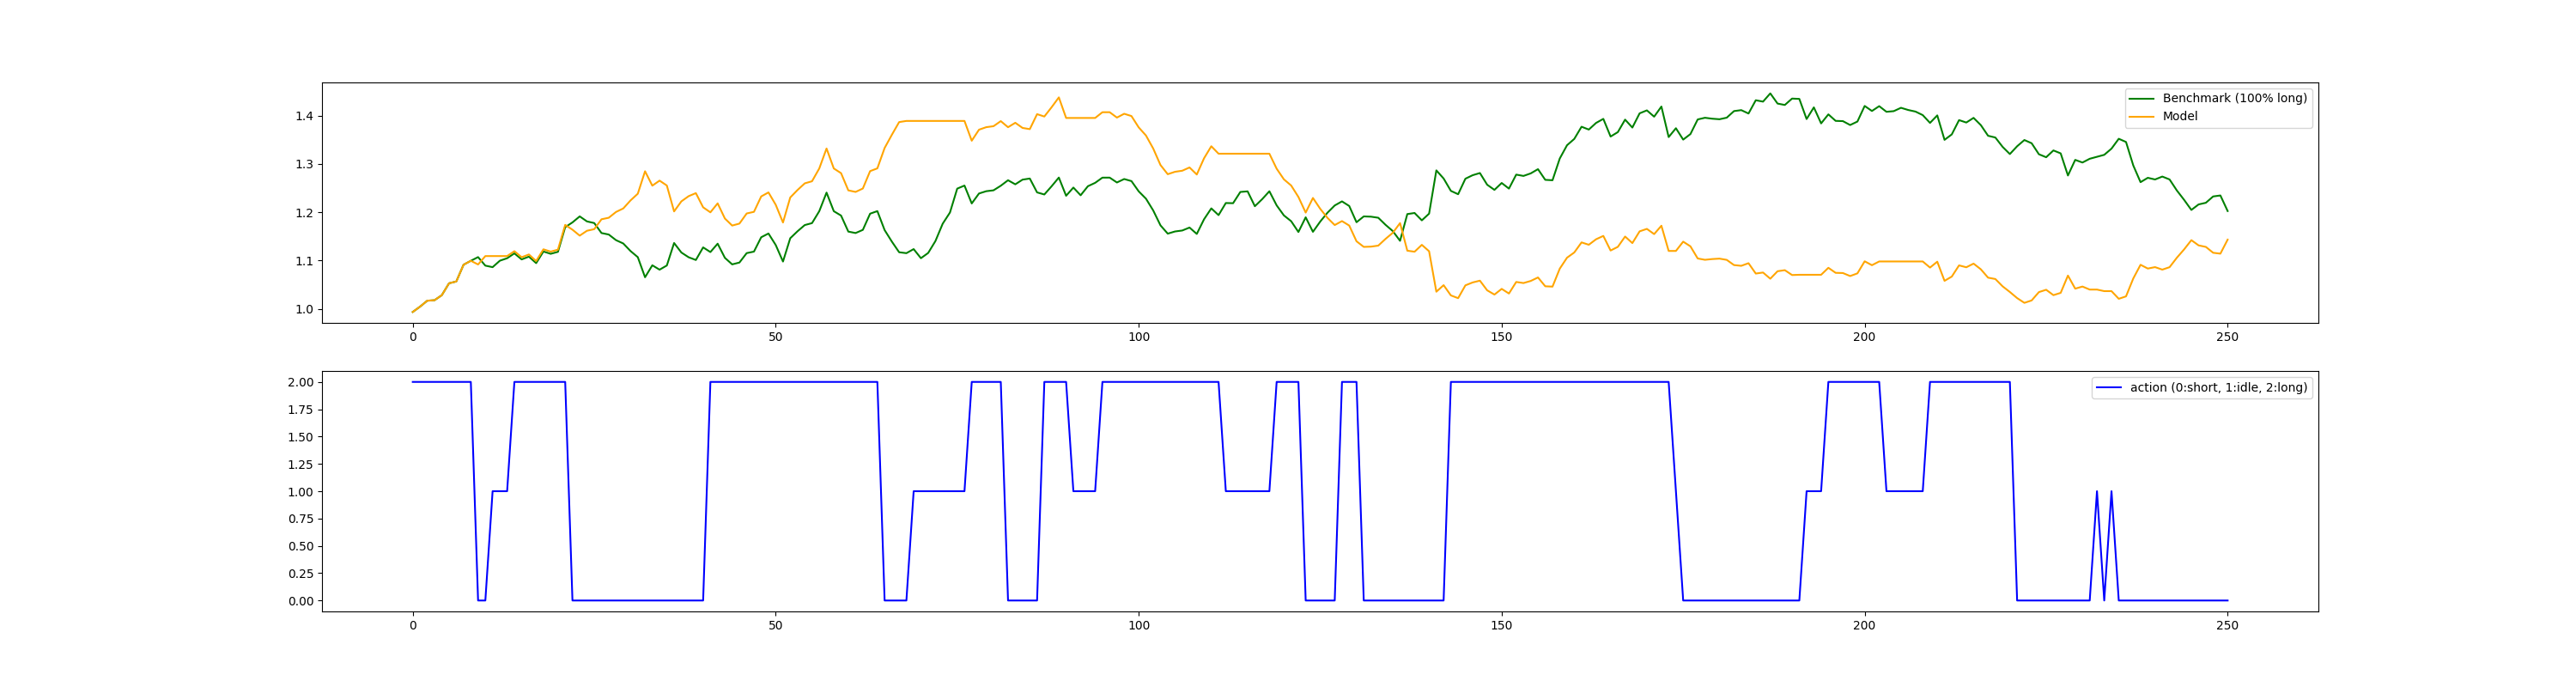 1.4
1.3
1.2
1.1
1.0
Benchmark (100% long)
Model
0 50 100 150 200 250
2.00
1.75
1.50
1.25
1.00
0.75
0.50
0.25
0.00
action (0:short, 1:idle, 2:long)
0 50 100 150 200 250